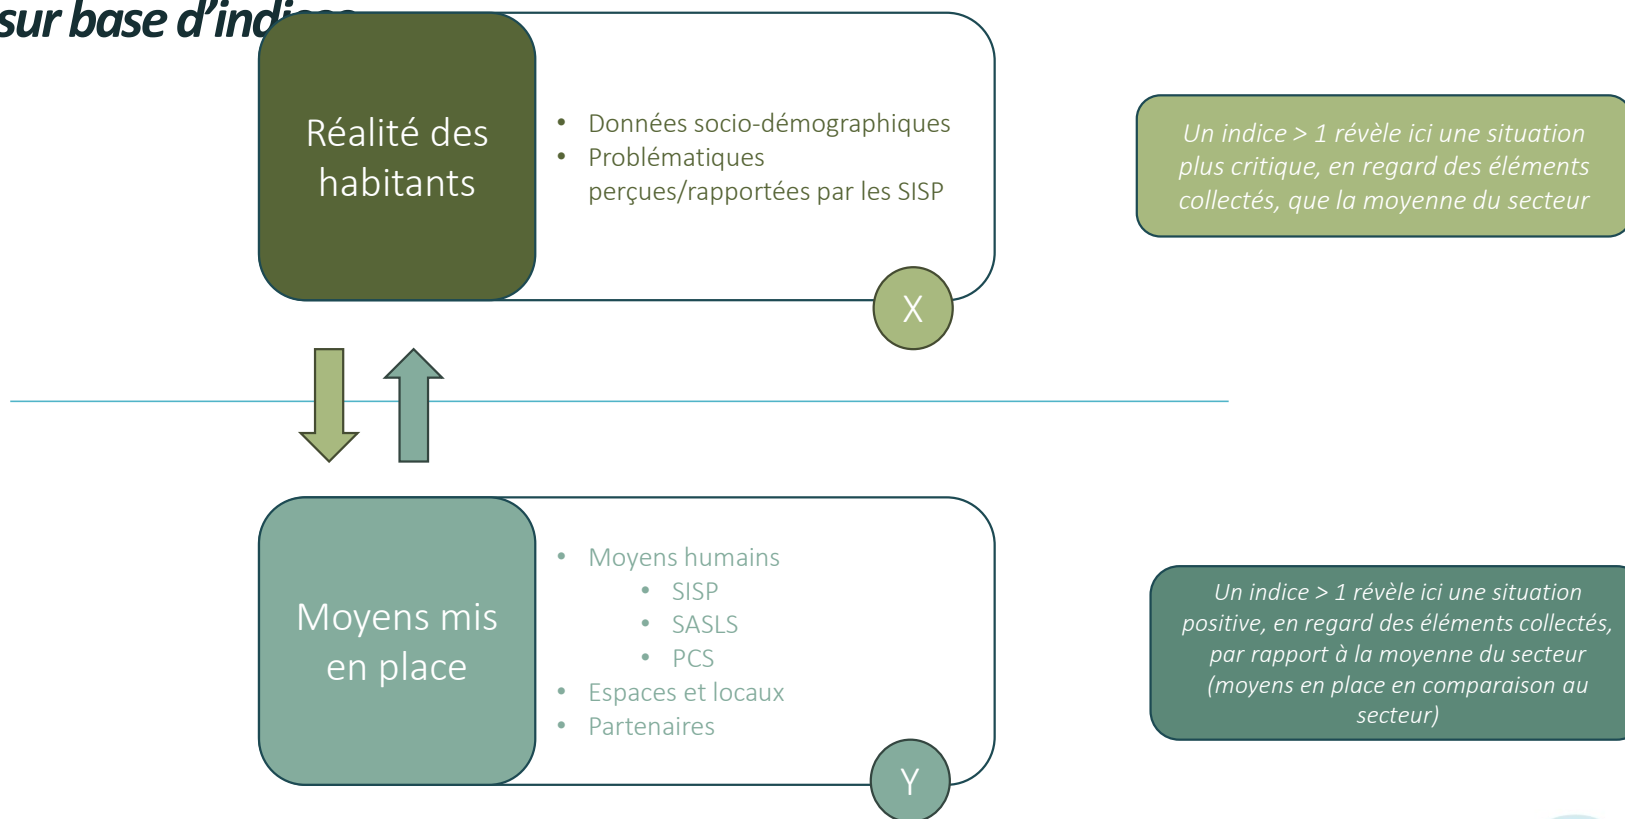 sur base d'indices
Réalité des
habitants
• Données socio-démographiques
• Problématiques
perçues/rapportées par les SISP
X
Un indice > 1 révèle ici une situation
plus critique, en regard des éléments
collectés, que la moyenne du secteur
Moyens mis
en place
• Moyens humains
• SISP
• SASLS
• PCS
• Espaces et locaux
• Partenaires
Y
Un indice > 1 révèle ici une situation
positive, en regard des éléments collectés,
par rapport à la moyenne du secteur
(moyens en place en comparaison au
secteur)